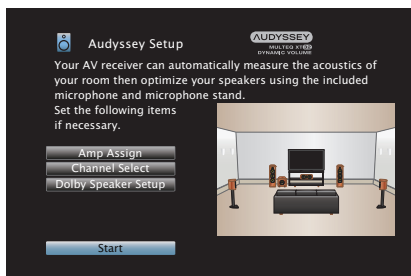 Audyssey Setup
AUDYSSEY
MULTEQ XT32
DYNAMIC VOLUME
Your AV receiver can automatically measure the acoustics of
your room then optimize your speakers using the included
microphone and microphone stand.
Set the following items
if necessary.
Amp Assign
Channel Select
Dolby Speaker Setup
Start